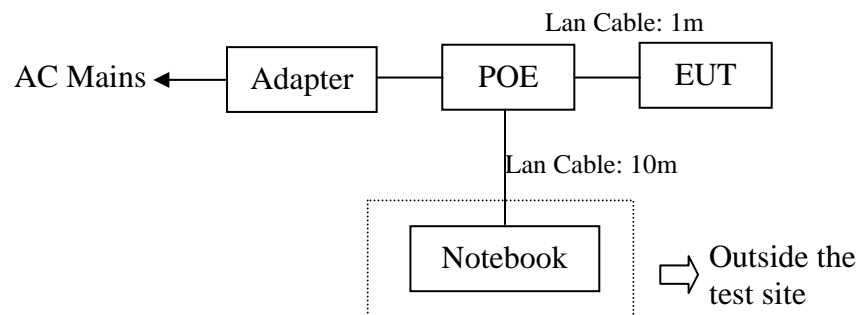 Lan Cable: 1m
AC Mains
Adapter
POE
EUT
Lan Cable: 10m
Notebook
Outside the
test site